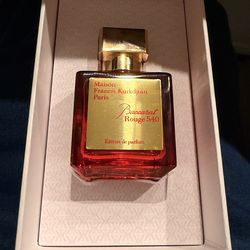 Maison
Francis Kurkdjian
Paris
Baccarat
Rouge 540
Extrait de parfum